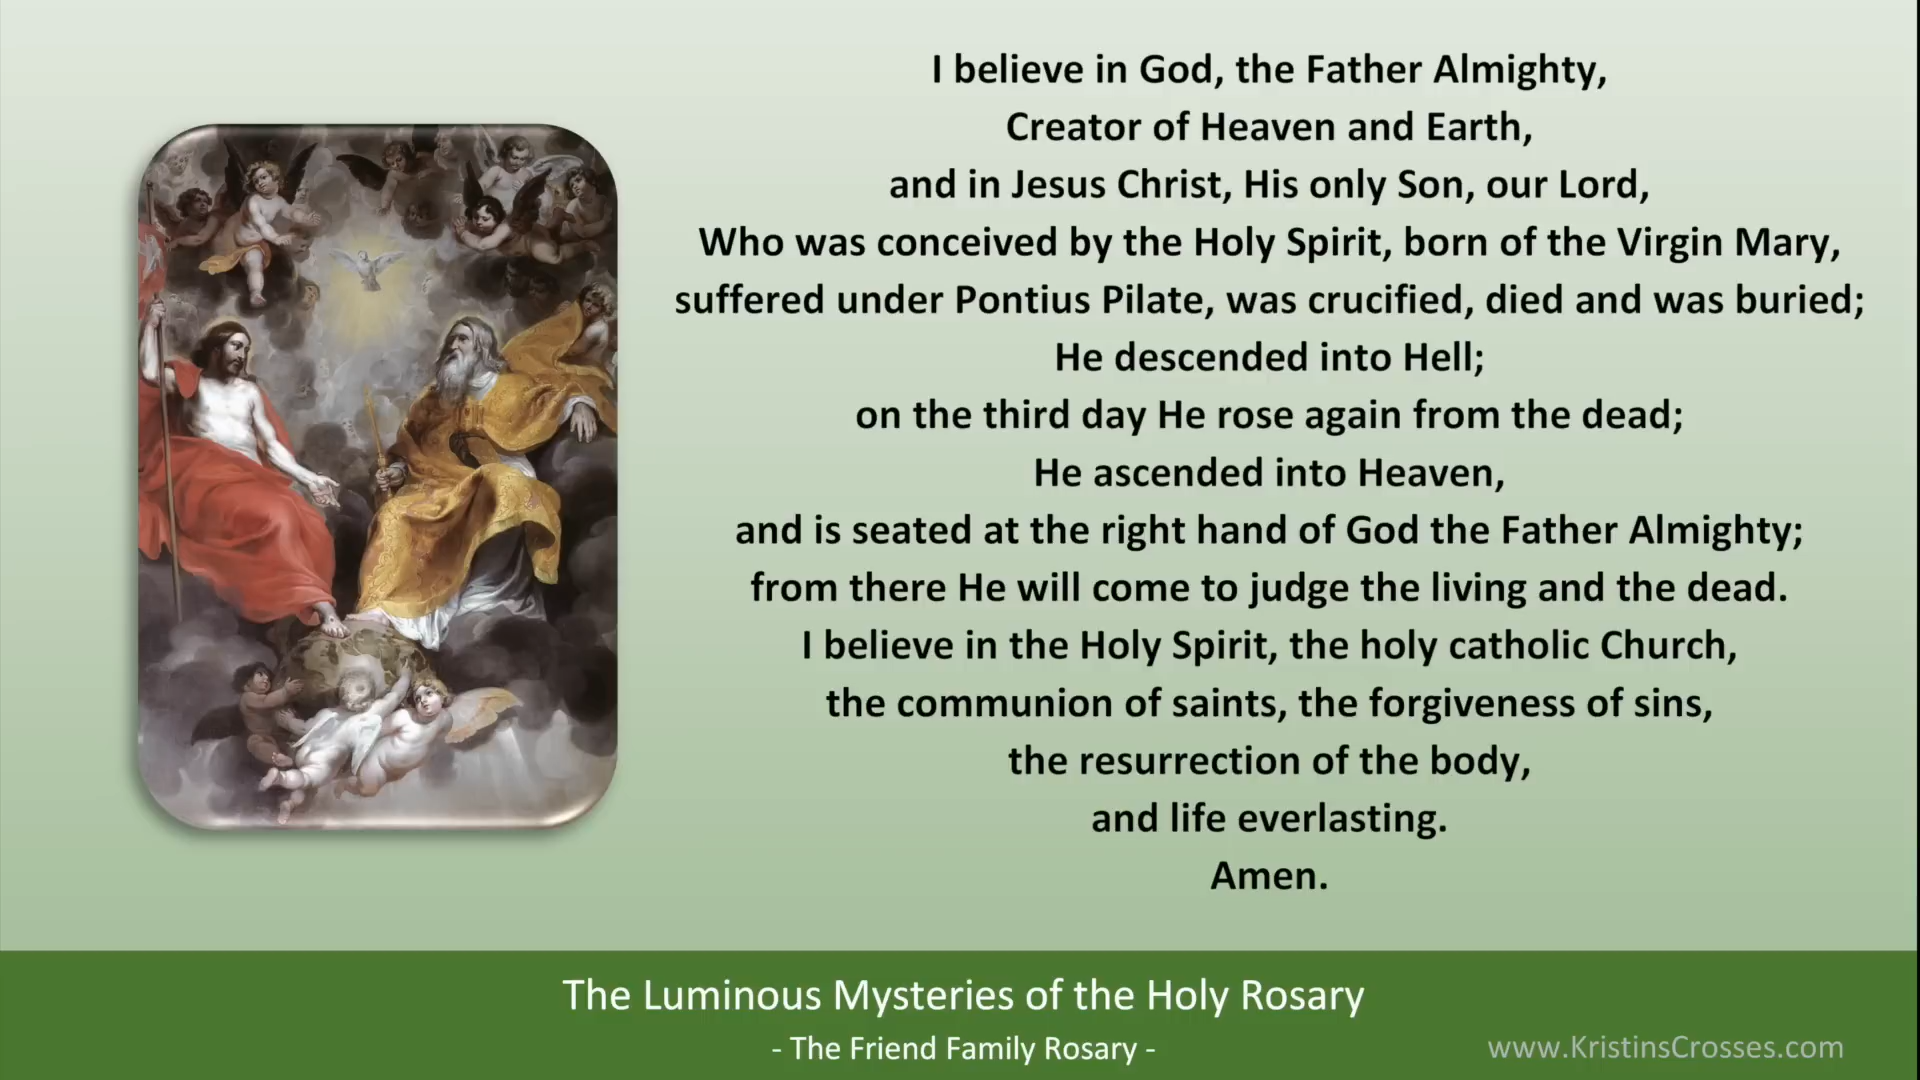 I believe in God, the Father Almighty,
Creator of Heaven and Earth,
and in Jesus Christ, His only Son, our Lord,
Who was conceived by the Holy Spirit, born of the Virgin Mary,
suffered under Pontius Pilate, was crucified, died and was buried;
He descended into Hell;
on the third day He rose again from the dead;
He ascended into Heaven,
and is seated at the right hand of God the Father Almighty;
from there He will come to judge the living and the dead.
I believe in the Holy Spirit, the holy catholic Church,
the communion of saints, the forgiveness of sins,
the resurrection of the body,
and life everlasting.
Amen.
The Luminous Mysteries of the Holy Rosary
- The Friend Family Rosary -
www.KristinsCrosses.com